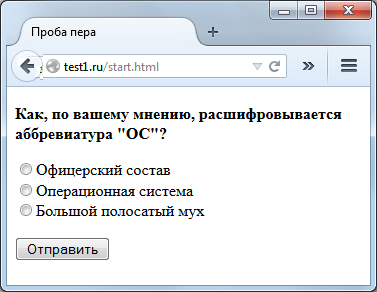 Проба пера
test1.ru/start.html
Как, по вашему мнению, расшифровывается
аббревиатура "ОС"?
Офицерский состав
Операционная система
Большой полосатый мух
Отправить